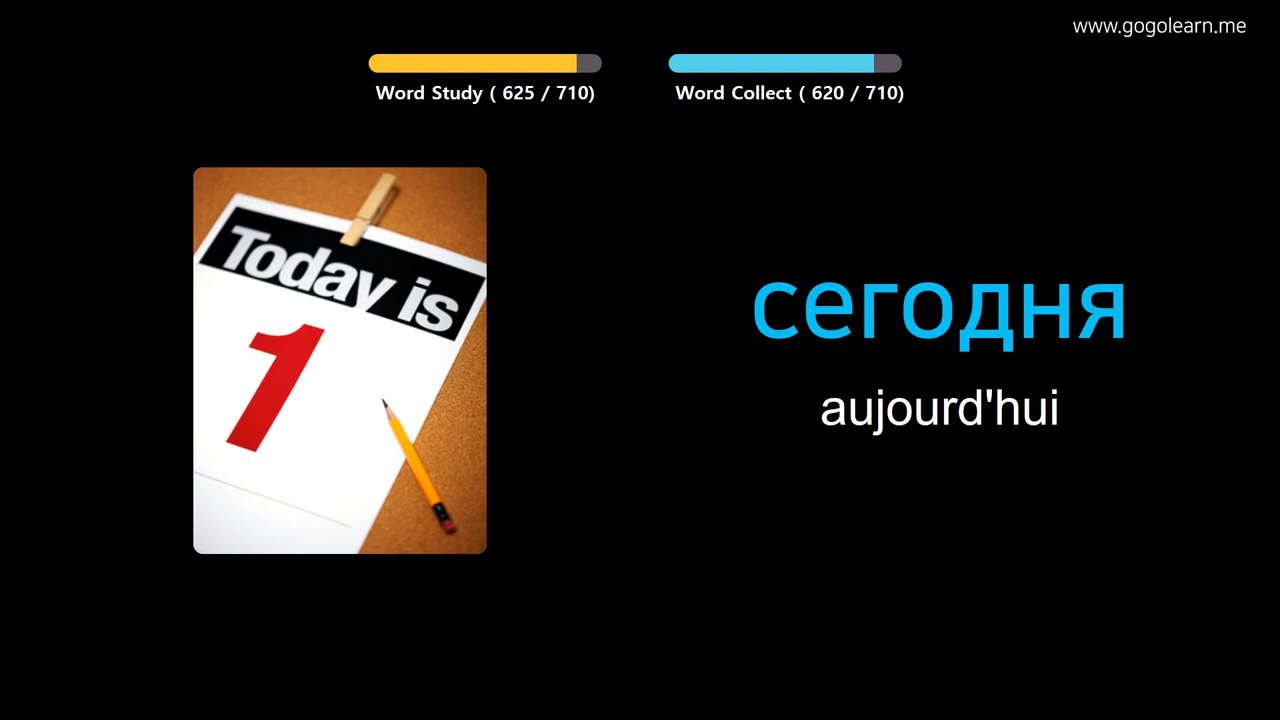 www.gogolearn.me
Word Study ( 625 / 710)
Word Collect ( 620 / 710)
Today is
1
сегодня
aujourd'hui